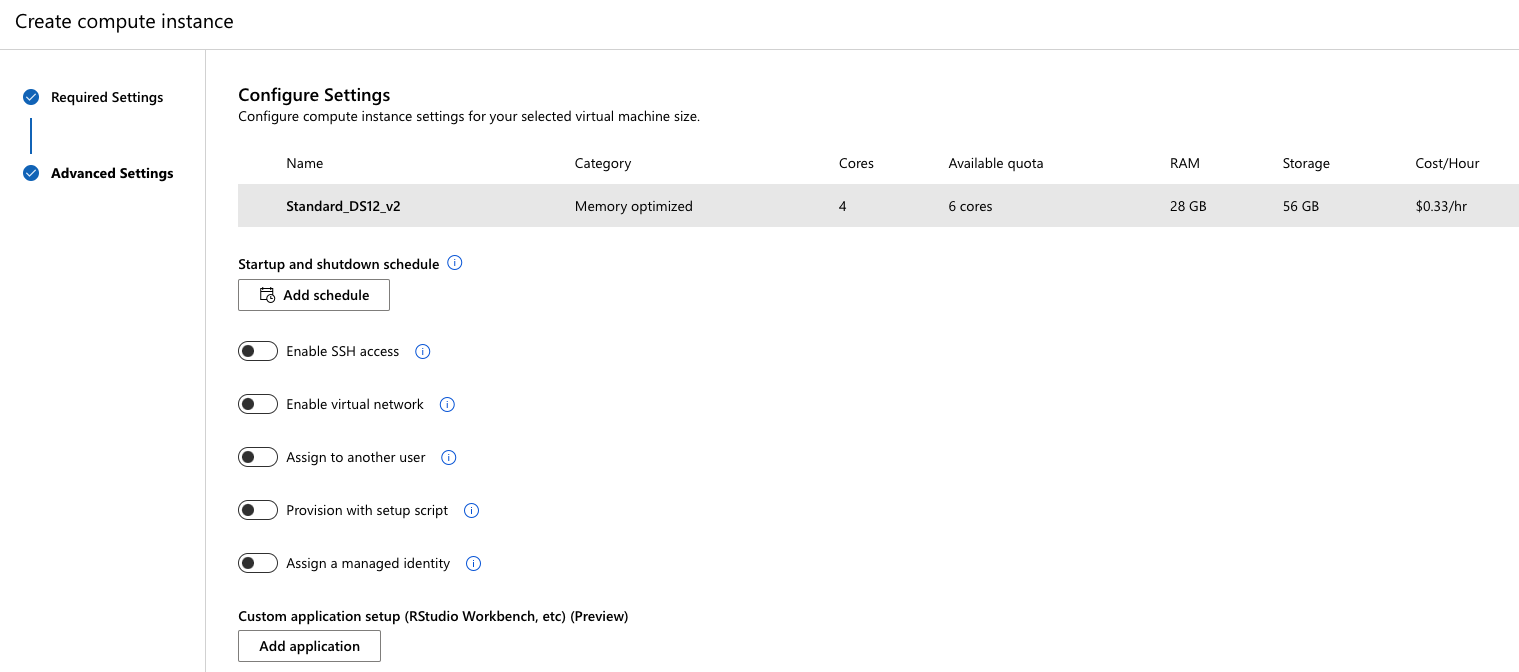 Create compute instance
Required Settings
Advanced Settings
Configure Settings
Configure compute instance settings for your selected virtual machine size.
Name Category Cores Available quota RAM Storage Cost/Hour
Standard_DS12_v2 Memory optimized 4 6 cores 28 GB 56 GB $0.33/hr
Startup and shutdown schedule
Add schedule
Enable SSH access
Enable virtual network
Assign to another user
Provision with setup script
Assign a managed identity
Custom application setup (RStudio Workbench, etc) (Preview)
Add application